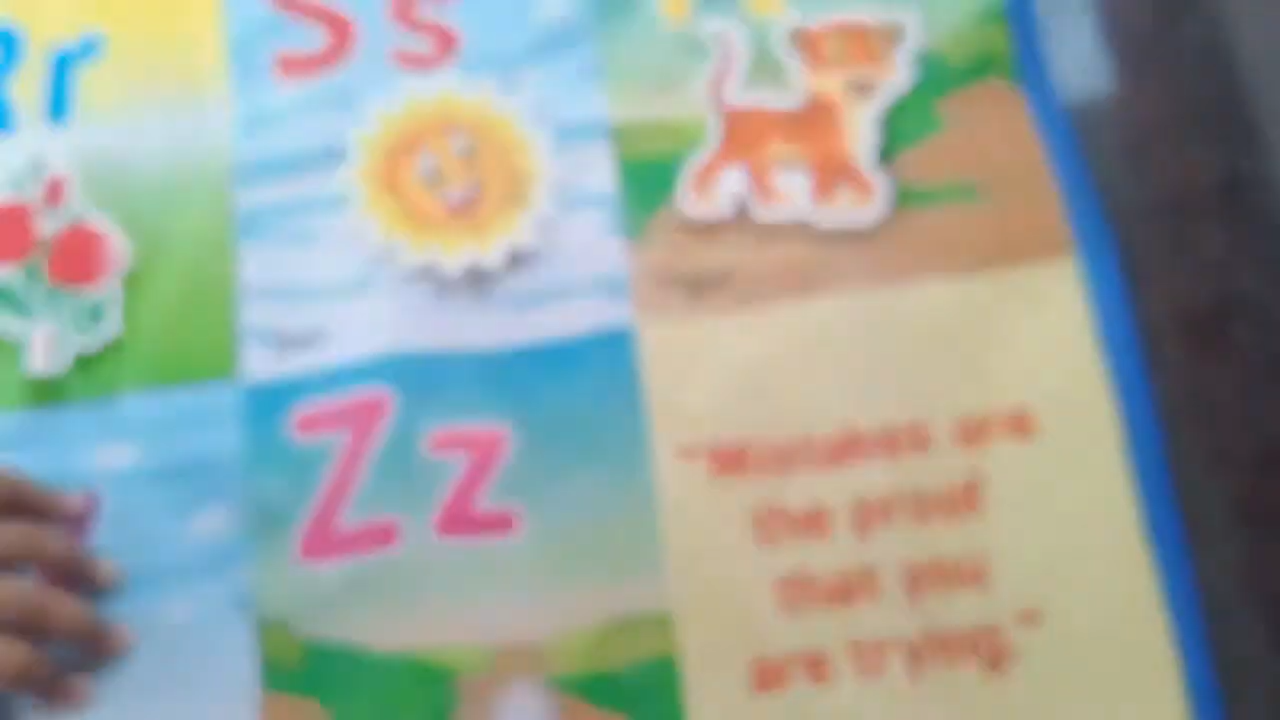 Rr
Ss
Zz
"Mistakes are
the proof
that you
are trying."